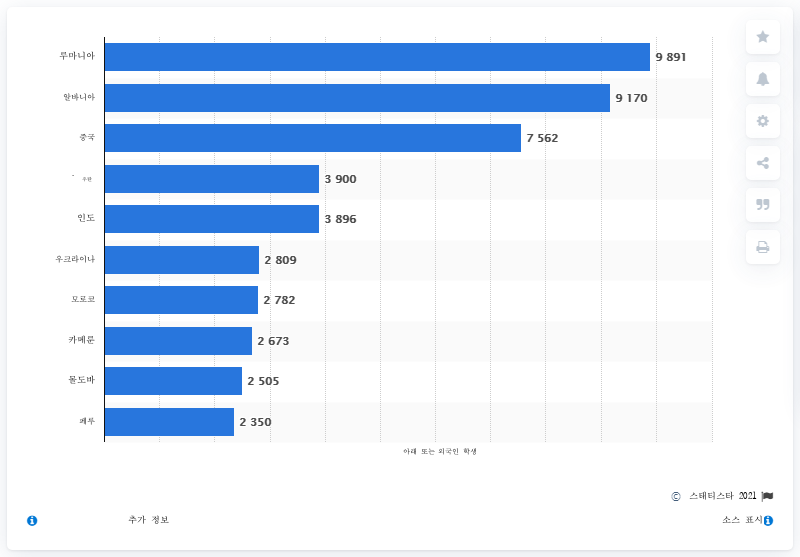 루마니아 9 891
알바니아 9 170
중국 7 562
3 900
인도 3 896
우크라이나 2 809
모로코 2 782
카메룬 2 673
몰도바 2 505
페루 2 350
아래 또는 외국인 학생
© 스태티스타 2021
추가 정보 소스 표시